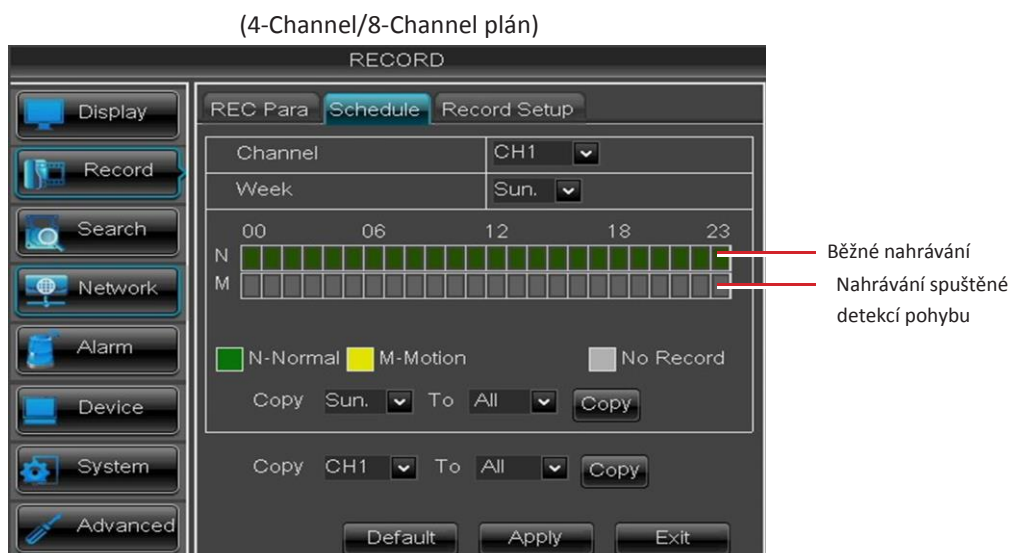 (4-Channel/8-Channel plán)
RECORD
Display
Record
Search
Network
Alarm
Device
System
Advanced
REC Para Schedule Record Setup
Channel CH1
Week Sun.
00 06 12 18 23
N
M
N-Normal M-Motion No Record
Copy Sun. To All Copy
Copy CH1 To All Copy
Default Apply Exit
Běžné nahrávání
Nahrávání spuštěné
detekcí pohybu